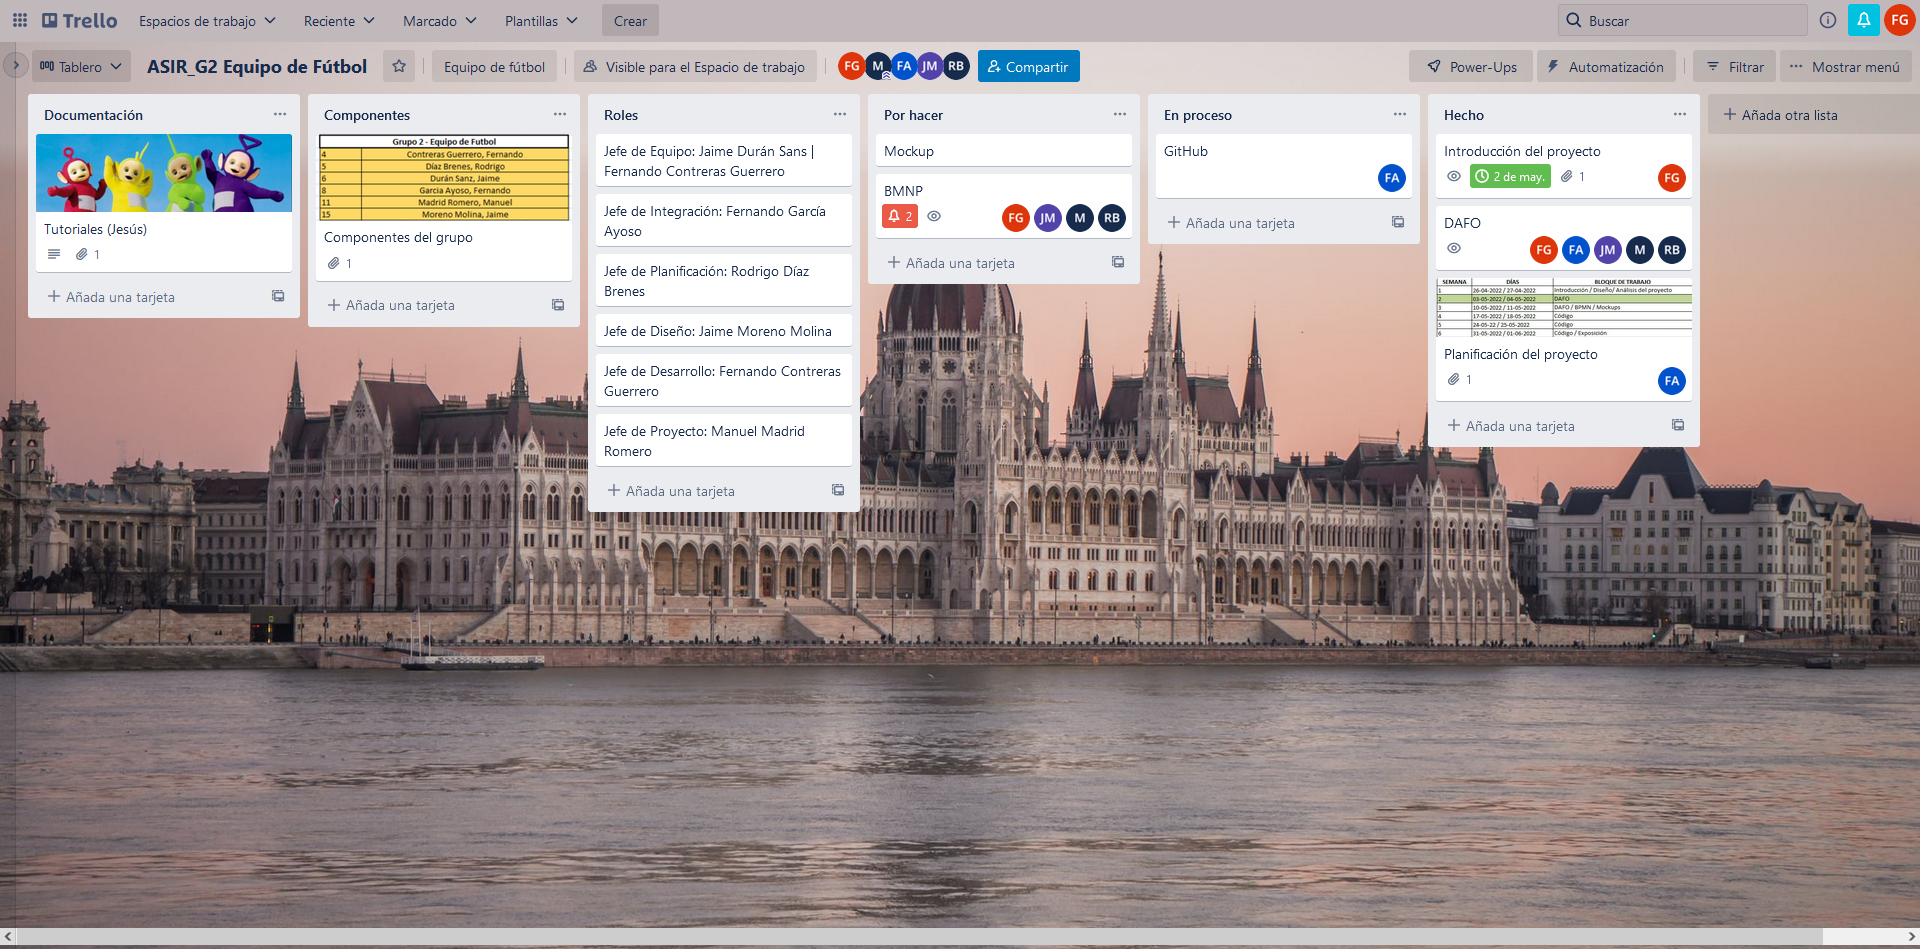 Trello
Espacios de trabajo
Reciente
Marcado
Plantillas
Crear
Buscar
FG
Tablero
ASIR_G2 Equipo de Fútbol
Equipo de fútbol
Visible para el Espacio de trabajo
FG
M
FA
JM
RB
Compartir
Power-Ups
Automatización
Filtrar
Mostrar menú
Documentación
Tutoriales (Jesús)
1
Añada una tarjeta
Componentes
Grupo 2 - Equipo de Futbol
4 Contreras Guerrero, Fernando
5 Díaz Brenes, Rodrigo
6 Durán Sanz, Jaime
8 Garcia Ayoso, Fernando
11 Madrid Romero, Manuel
15 Moreno Molina, Jaime
Componentes del grupo
1
Añada una tarjeta
Roles
Jefe de Equipo: Jaime Durán Sans |
Fernando Contreras Guerrero
Jefe de Integración: Fernando García
Ayoso
Jefe de Planificación: Rodrigo Díaz
Brenes
Jefe de Diseño: Jaime Moreno Molina
Jefe de Desarrollo: Fernando Contreras
Guerrero
Jefe de Proyecto: Manuel Madrid
Romero
Añada una tarjeta
Por hacer
Mockup
BMNP
2
FG
JM
M
RB
Añada una tarjeta
En proceso
GitHub
FA
Añada una tarjeta
Hecho
Introducción del proyecto
2 de may.
1
FG
DAFO
FG
FA
JM
M
RB
SEMANA DÍAS BLOQUE DE TRABAJO
1 26-04-2022 / 27-04-2022 Introducción / Diseño/ Análisis del proyecto
2 03-05-2022 / 04-05-2022 DAFO
3 10-05-2022 / 11-05-2022 DAFO / BPMN / Mockups
4 17-05-2022 / 18-05-2022 Código
5 24-05-22 / 25-05-2022 Código
6 31-05-2022 / 01-06-2022 Código / Exposición
Planificación del proyecto
1
FA
Añada una tarjeta
Añada otra lista